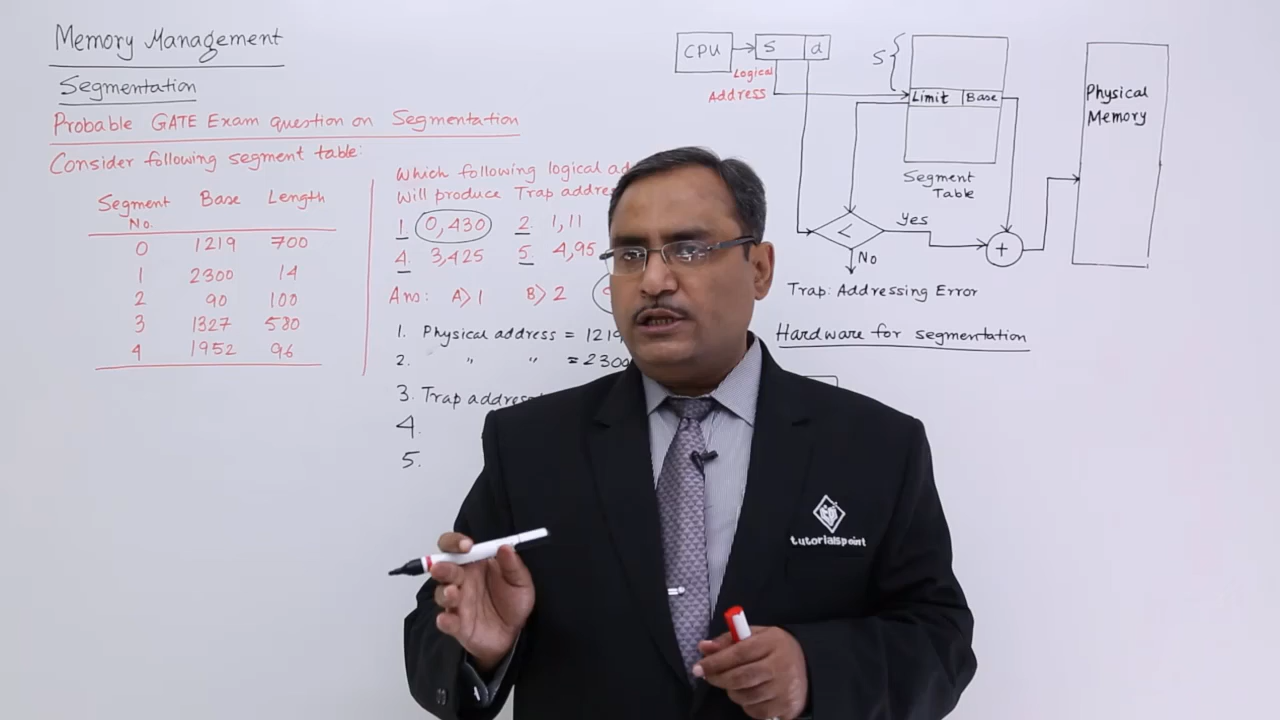 Memory Management
Segmentation
Probable GATE Exam question on Segmentation
Consider following segment table:
Segment No. Base Length
0 1219 700
1 2300 14
2 90 100
3 1327 580
4 1952 96
Which following logical
Will produce Trap
1. 0,430 2. 1,11
4. 3,425 5. 4,95
Ans: A) 1 B) 2
1. Physical address = 1219
2. " " = 2300
3. Trap
4.
5.
CPU
s d
Logical
Address
S
Limit Base
Segment
Table
Physical
Memory
<
Yes
No
+
Trap: Addressing Error
Hardware for segmentation
tutorialspoint